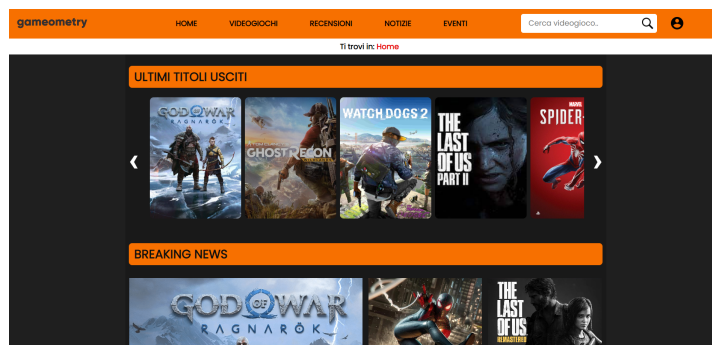 gameometry
HOME
VIDEOGIOCHI
RECENSIONI
NOTIZIE
EVENTI
Cerca videogioco..
Ti trovi in: Home
ULTIMI TITOLI USCITI
GOD OF WAR
RAGNARÖK
GHOST RECON
WATCH DOGS 2
THE
LAST
OF US
PART II
MARVEL
SPIDER-
BREAKING NEWS
GOD OF WAR
RAGNARÖK
THE
LAST
OF US
REMASTERED